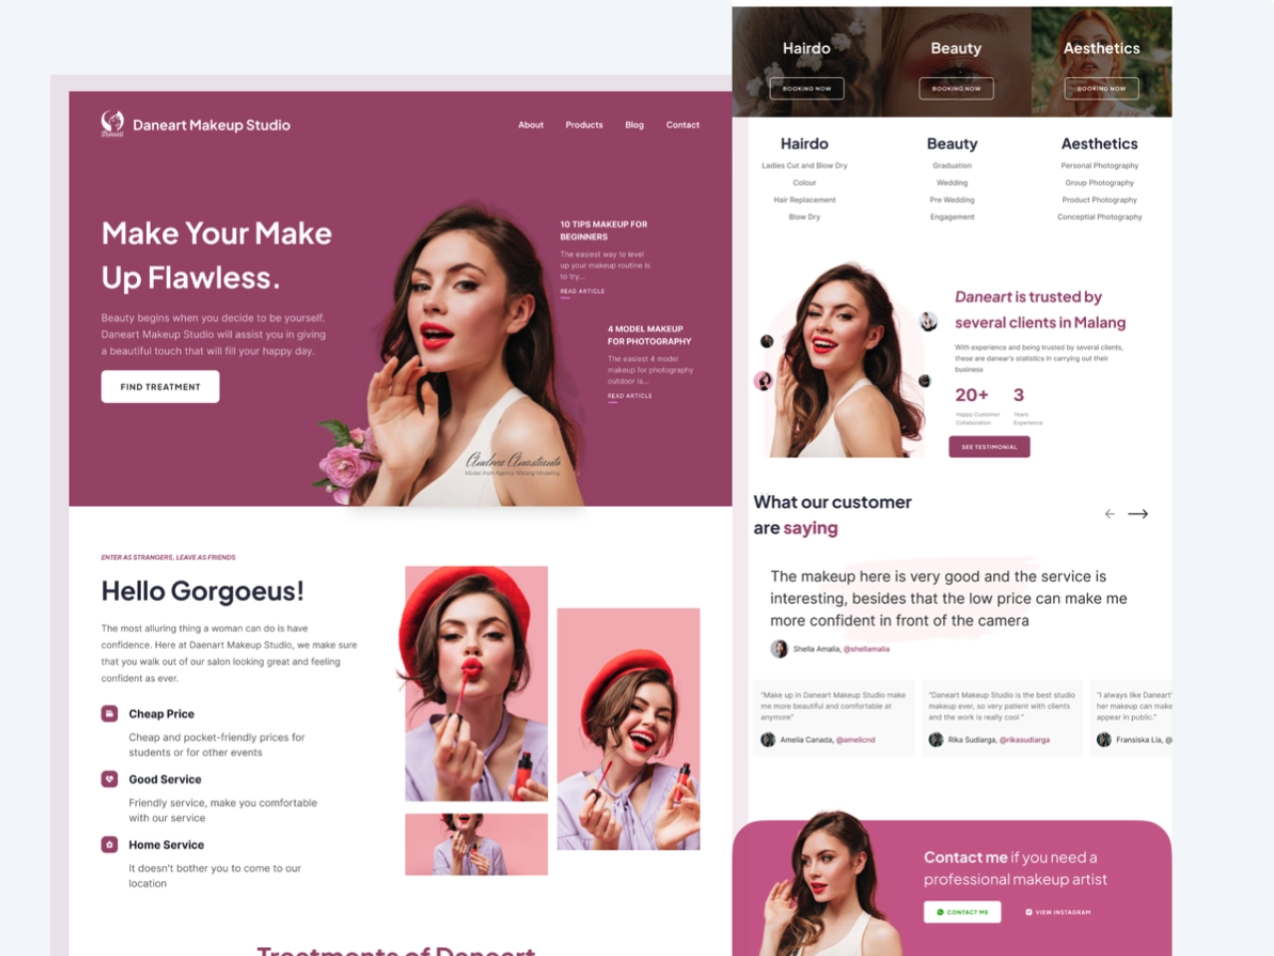 Daneart
Daneart Makeup Studio
About
Products
Blog
Contact
Make Your Make
Up Flawless.
Beauty begins when you decide to be yourself.
Daneart Makeup Studio will assist you in giving
a beautiful touch that will fill your happy day.
FIND TREATMENT
10 TIPS MAKEUP FOR
BEGINNERS
The easiest way to level
up your makeup routine is
to try...
READ ARTICLE
4 MODEL MAKEUP
FOR PHOTOGRAPHY
The easiest 4 model
makeup for photography
outdoor is...
READ ARTICLE
Model from Agency Malang Modeling
ENTER AS STRANGERS, LEAVE AS FRIENDS
Hello Gorgoeus!
The most alluring thing a woman can do is have
confidence. Here at Daenart Makeup Studio, we make sure
that you walk out of our salon looking great and feeling
confident as ever.
Cheap Price
Cheap and pocket-friendly prices for
students or for other events
Good Service
Friendly service, make you comfortable
with our service
Home Service
It doesn't bother you to come to our
location
Treatments of Daneart
Hairdo
BOOKING NOW
Beauty
BOOKING NOW
Aesthetics
BOOKING NOW
Hairdo
Ladies Cut and Blow Dry
Colour
Hair Replacement
Blow Dry
Beauty
Graduation
Wedding
Pre Wedding
Engagement
Aesthetics
Personal Photography
Group Photography
Product Photography
Conceptial Photography
Daneart is trusted by
several clients in Malang
With experience and being trusted by several clients,
these are danear's statistics in carrying out their
business
20+
Happy Customer
Collaboration
3
Years
Experience
SEE TESTIMONIAL
What our customer
are saying
The makeup here is very good and the service is
interesting, besides that the low price can make me
more confident in front of the camera
Shella Amalia, @shellamalia
"Make up in Daneart Makeup Studio make
me more beautiful and comfortable at
anymore"
Amelia Canada, @amelicnd
"Daneart Makeup Studio is the best studio
makeup ever, so very patient with clients
and the work is really cool "
Rika Sudiarga, @rikasudiarga
"I always like Daneart'
her makeup can make
appear in public."
Fransiska Lia, @
Contact me if you need a
professional makeup artist
CONTACT ME
VIEW INSTAGRAM